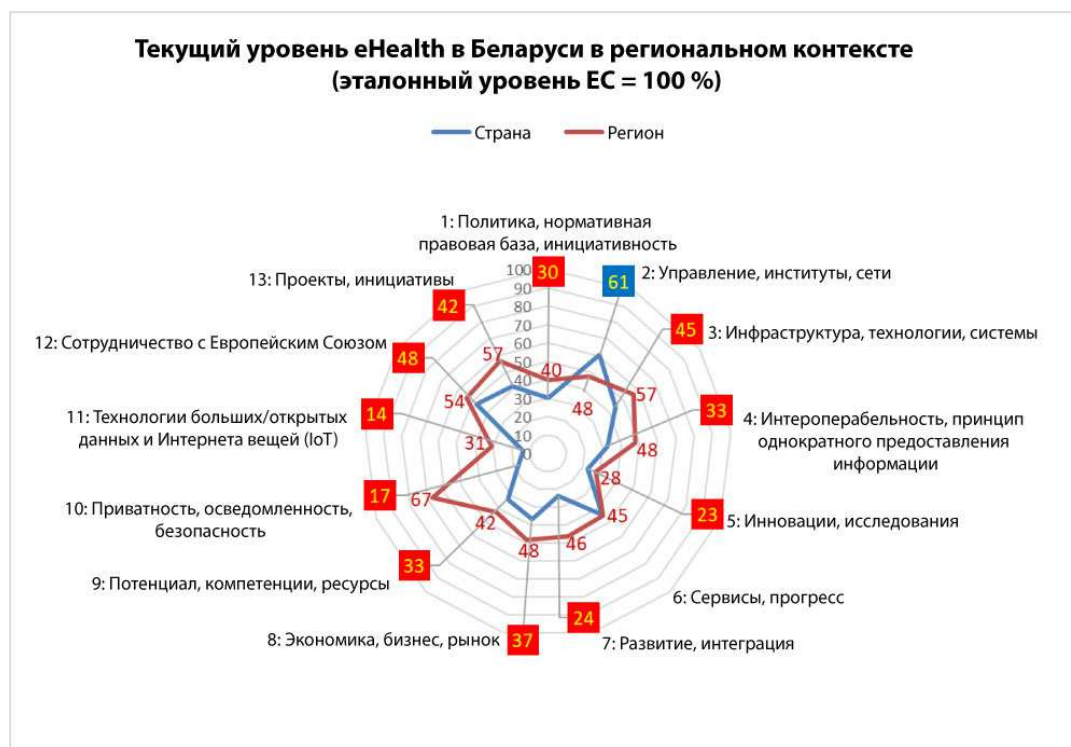 Текущий уровень eHealth в Беларуси в региональном контексте
(эталонный уровень ЕС = 100 %)
Страна
Регион
1: Политика, нормативная
правовая база, инициативность
30
40
2: Управление, институты, сети
61
48
3: Инфраструктура, технологии, системы
45
57
4: Интероперабельность, принцип
однократного предоставления
информации
33
48
5: Инновации, исследования
23
28
6: Сервисы, прогресс
45
7: Развитие, интеграция
24
46
8: Экономика, бизнес, рынок
37
48
9: Потенциал, компетенции, ресурсы
33
42
10: Приватность, осведомленность,
безопасность
17
67
11: Технологии больших/открытых
данных и Интернета вещей (IoT)
14
31
12: Сотрудничество с Европейским Союзом
48
54
13: Проекты, инициативы
42
57
100
90
80
70
60
50
40
30
20
10
0